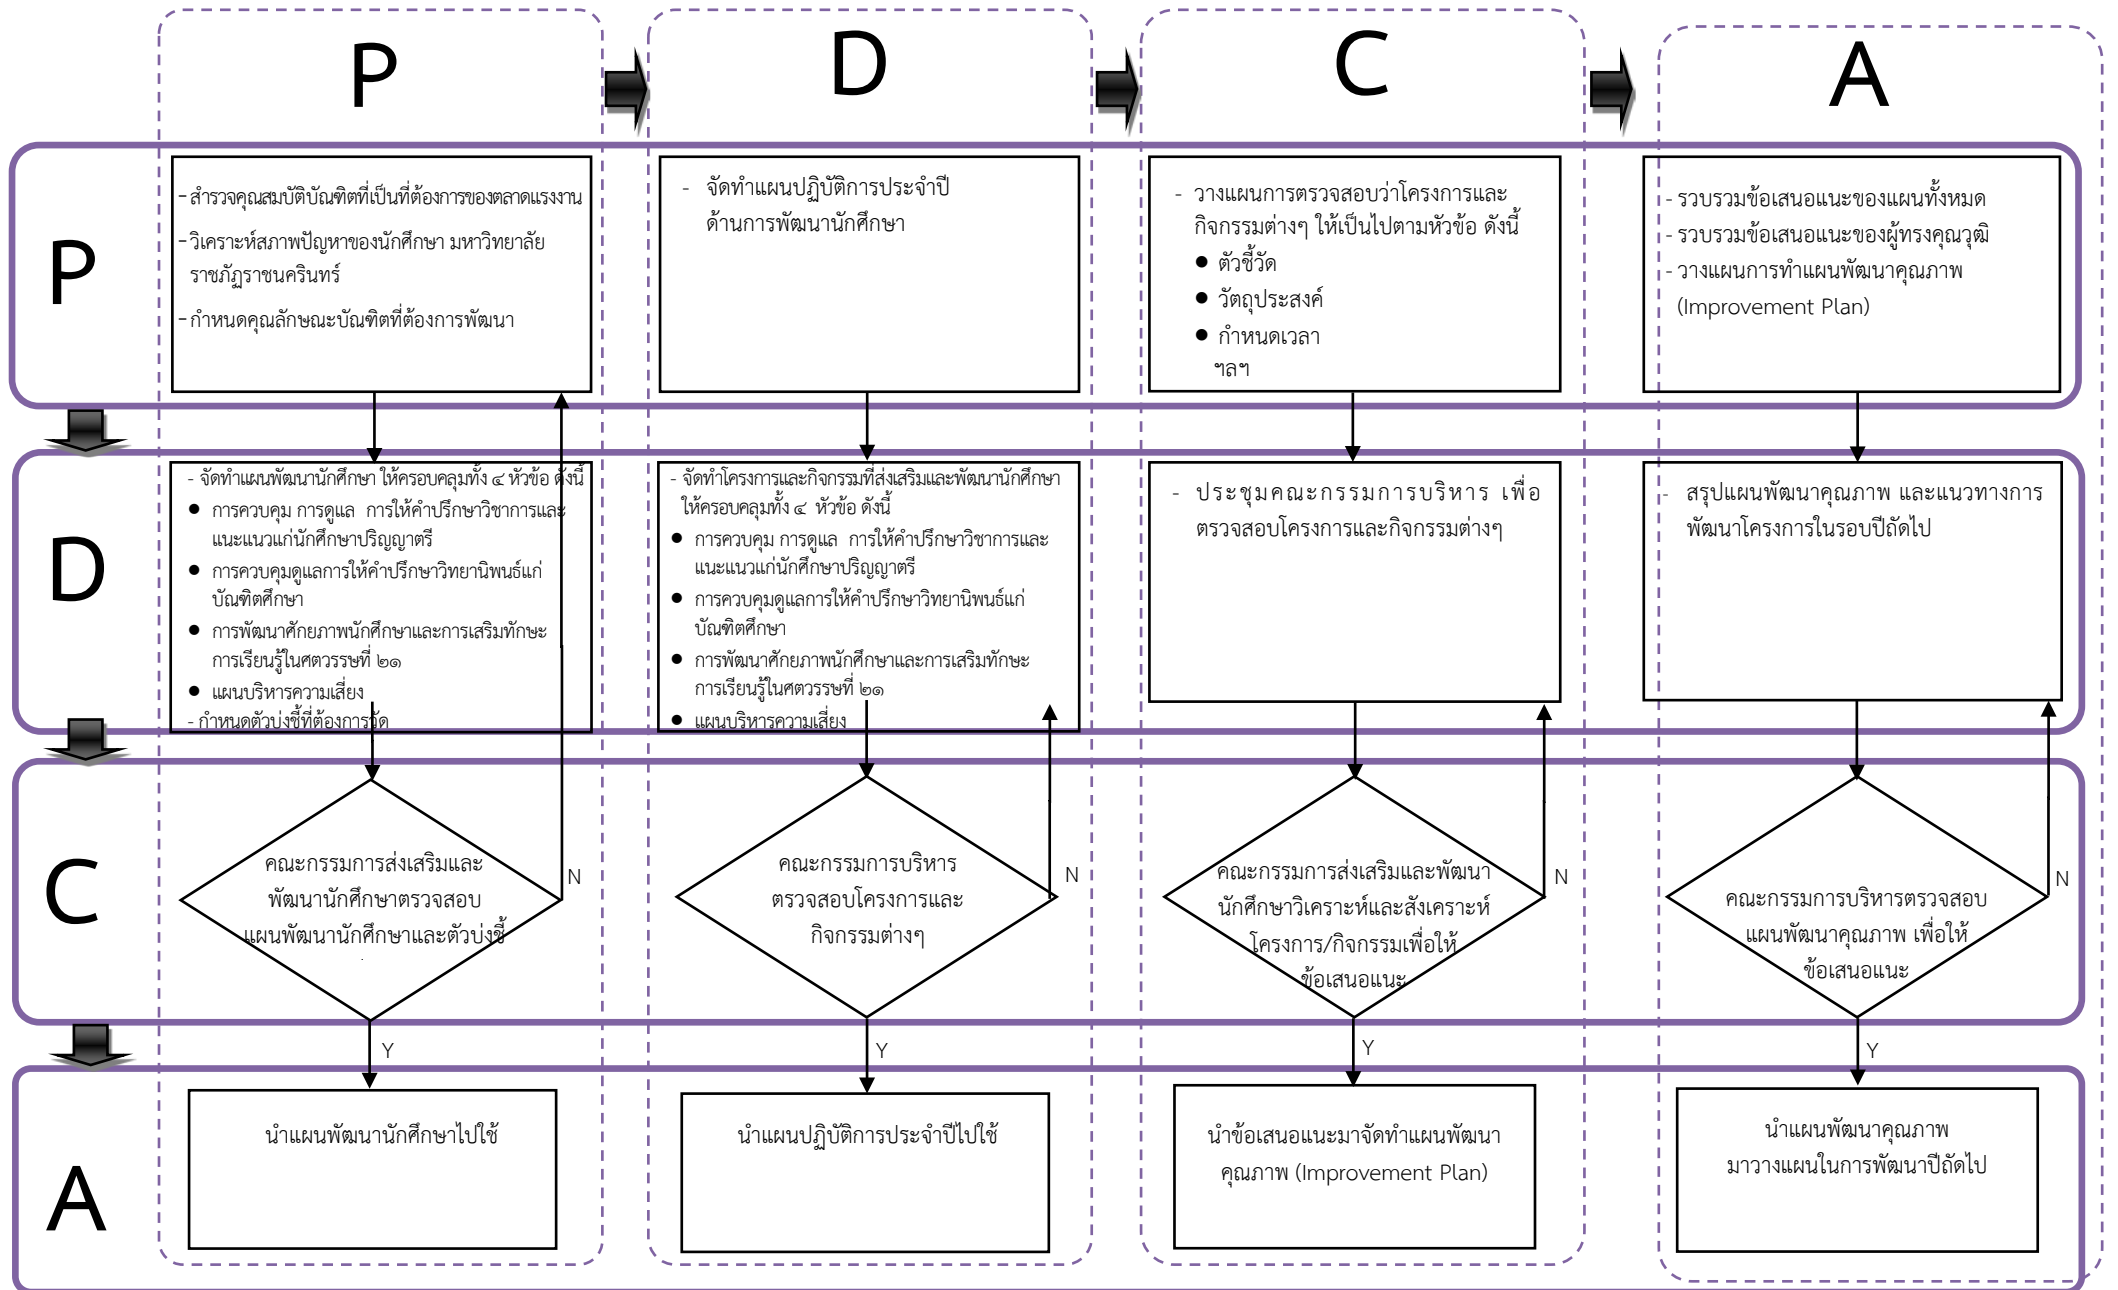 P
D
C
A
P
- สำรวจคุณสมบัติบัณฑิตที่เป็นที่ต้องการของตลาดแรงงาน
- วิเคราะห์สภาพปัญหาของนักศึกษา มหาวิทยาลัย
ราชภัฏราชนครินทร์
- กำหนดคุณลักษณะบัณฑิตที่ต้องการพัฒนา
- จัดทำแผนปฏิบัติการประจำปี
ด้านการพัฒนานักศึกษา
- วางแผนการตรวจสอบว่าโครงการและ
กิจกรรมต่างๆ ให้เป็นไปตามหัวข้อ ดังนี้
● ตัวชี้วัด
● วัตถุประสงค์
● กำหนดเวลา
ฯลฯ
- รวบรวมข้อเสนอแนะของแผนทั้งหมด
- รวบรวมข้อเสนอแนะของผู้ทรงคุณวุฒิ
- วางแผนการทำแผนพัฒนาคุณภาพ
(Improvement Plan)
D
- จัดทำแผนพัฒนานักศึกษา ให้ครอบคลุมทั้ง ๔ หัวข้อ ดังนี้
● การควบคุม การดูแล การให้คำปรึกษาวิชาการและ
แนะแนวแก่นักศึกษาปริญญาตรี
● การควบคุมดูแลการให้คำปรึกษาวิทยานิพนธ์แก่
บัณฑิตศึกษา
● การพัฒนาศักยภาพนักศึกษาและการเสริมทักษะ
การเรียนรู้ในศตวรรษที่ ๒๑
● แผนบริหารความเสี่ยง
- กำหนดตัวบ่งชี้ที่ต้องการวัด
- จัดทำโครงการและกิจกรรมที่ส่งเสริมและพัฒนานักศึกษา
ให้ครอบคลุมทั้ง ๔ หัวข้อ ดังนี้
● การควบคุม การดูแล การให้คำปรึกษาวิชาการและ
แนะแนวแก่นักศึกษาปริญญาตรี
● การควบคุมดูแลการให้คำปรึกษาวิทยานิพนธ์แก่
บัณฑิตศึกษา
● การพัฒนาศักยภาพนักศึกษาและการเสริมทักษะ
การเรียนรู้ในศตวรรษที่ ๒๑
● แผนบริหารความเสี่ยง
- ประชุมคณะกรรมการบริหาร เพื่อ
ตรวจสอบโครงการและกิจกรรมต่างๆ
- สรุปแผนพัฒนาคุณภาพ และแนวทางการ
พัฒนาโครงการในรอบปีถัดไป
C
คณะกรรมการส่งเสริมและ
พัฒนานักศึกษาตรวจสอบ
แผนพัฒนานักศึกษาและตัวบ่งชี้
N
คณะกรรมการบริหาร
ตรวจสอบโครงการและ
กิจกรรมต่างๆ
N
คณะกรรมการส่งเสริมและพัฒนา
นักศึกษาวิเคราะห์และสังเคราะห์
โครงการ/กิจกรรมเพื่อให้
ข้อเสนอแนะ
N
คณะกรรมการบริหารตรวจสอบ
แผนพัฒนาคุณภาพ เพื่อให้
ข้อเสนอแนะ
N
Y
Y
Y
Y
A
นำแผนพัฒนานักศึกษาไปใช้
นำแผนปฏิบัติการประจำปีไปใช้
นำข้อเสนอแนะมาจัดทำแผนพัฒนา
คุณภาพ (Improvement Plan)
นำแผนพัฒนาคุณภาพ
มาวางแผนในการพัฒนาปีถัดไป